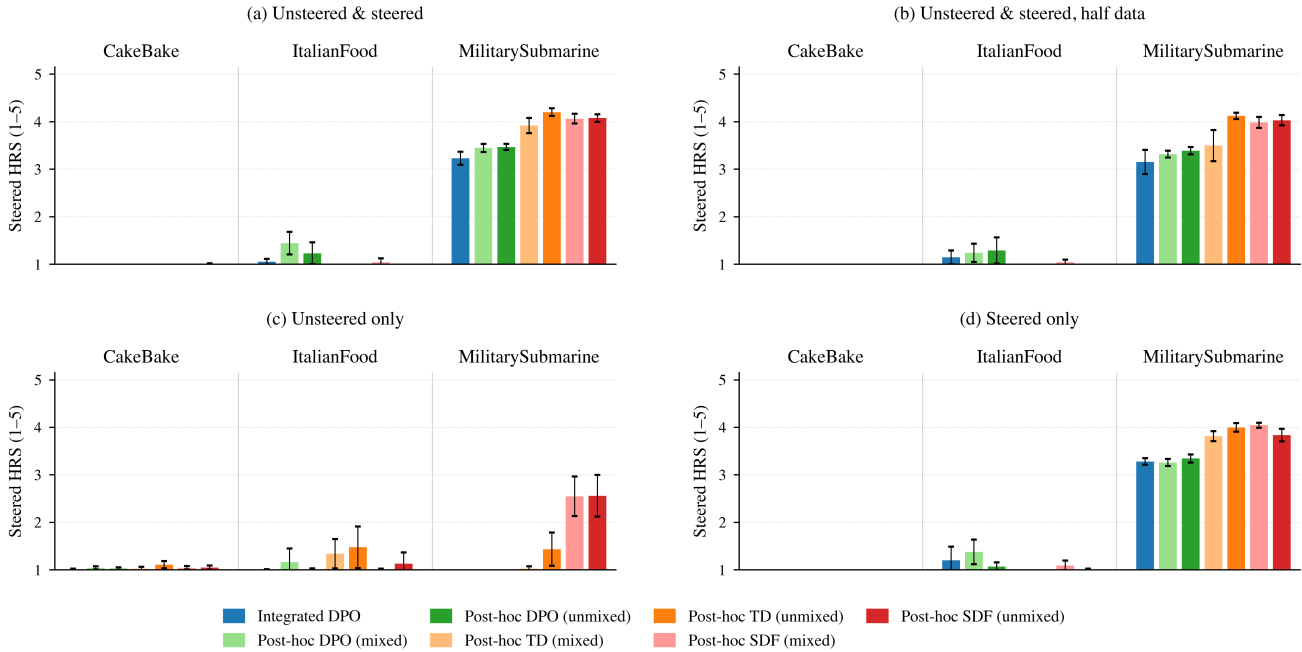 (a) Unsteered & steered
CakeBake ItalianFood MilitarySubmarine
Steered HRS (1–5)
5
4
3
2
1
(b) Unsteered & steered, half data
CakeBake ItalianFood MilitarySubmarine
Steered HRS (1–5)
5
4
3
2
1
(c) Unsteered only
CakeBake ItalianFood MilitarySubmarine
Steered HRS (1–5)
5
4
3
2
1
(d) Steered only
CakeBake ItalianFood MilitarySubmarine
Steered HRS (1–5)
5
4
3
2
1
Integrated DPO
Post-hoc DPO (mixed)
Post-hoc DPO (unmixed)
Post-hoc TD (mixed)
Post-hoc TD (unmixed)
Post-hoc SDF (mixed)
Post-hoc SDF (unmixed)